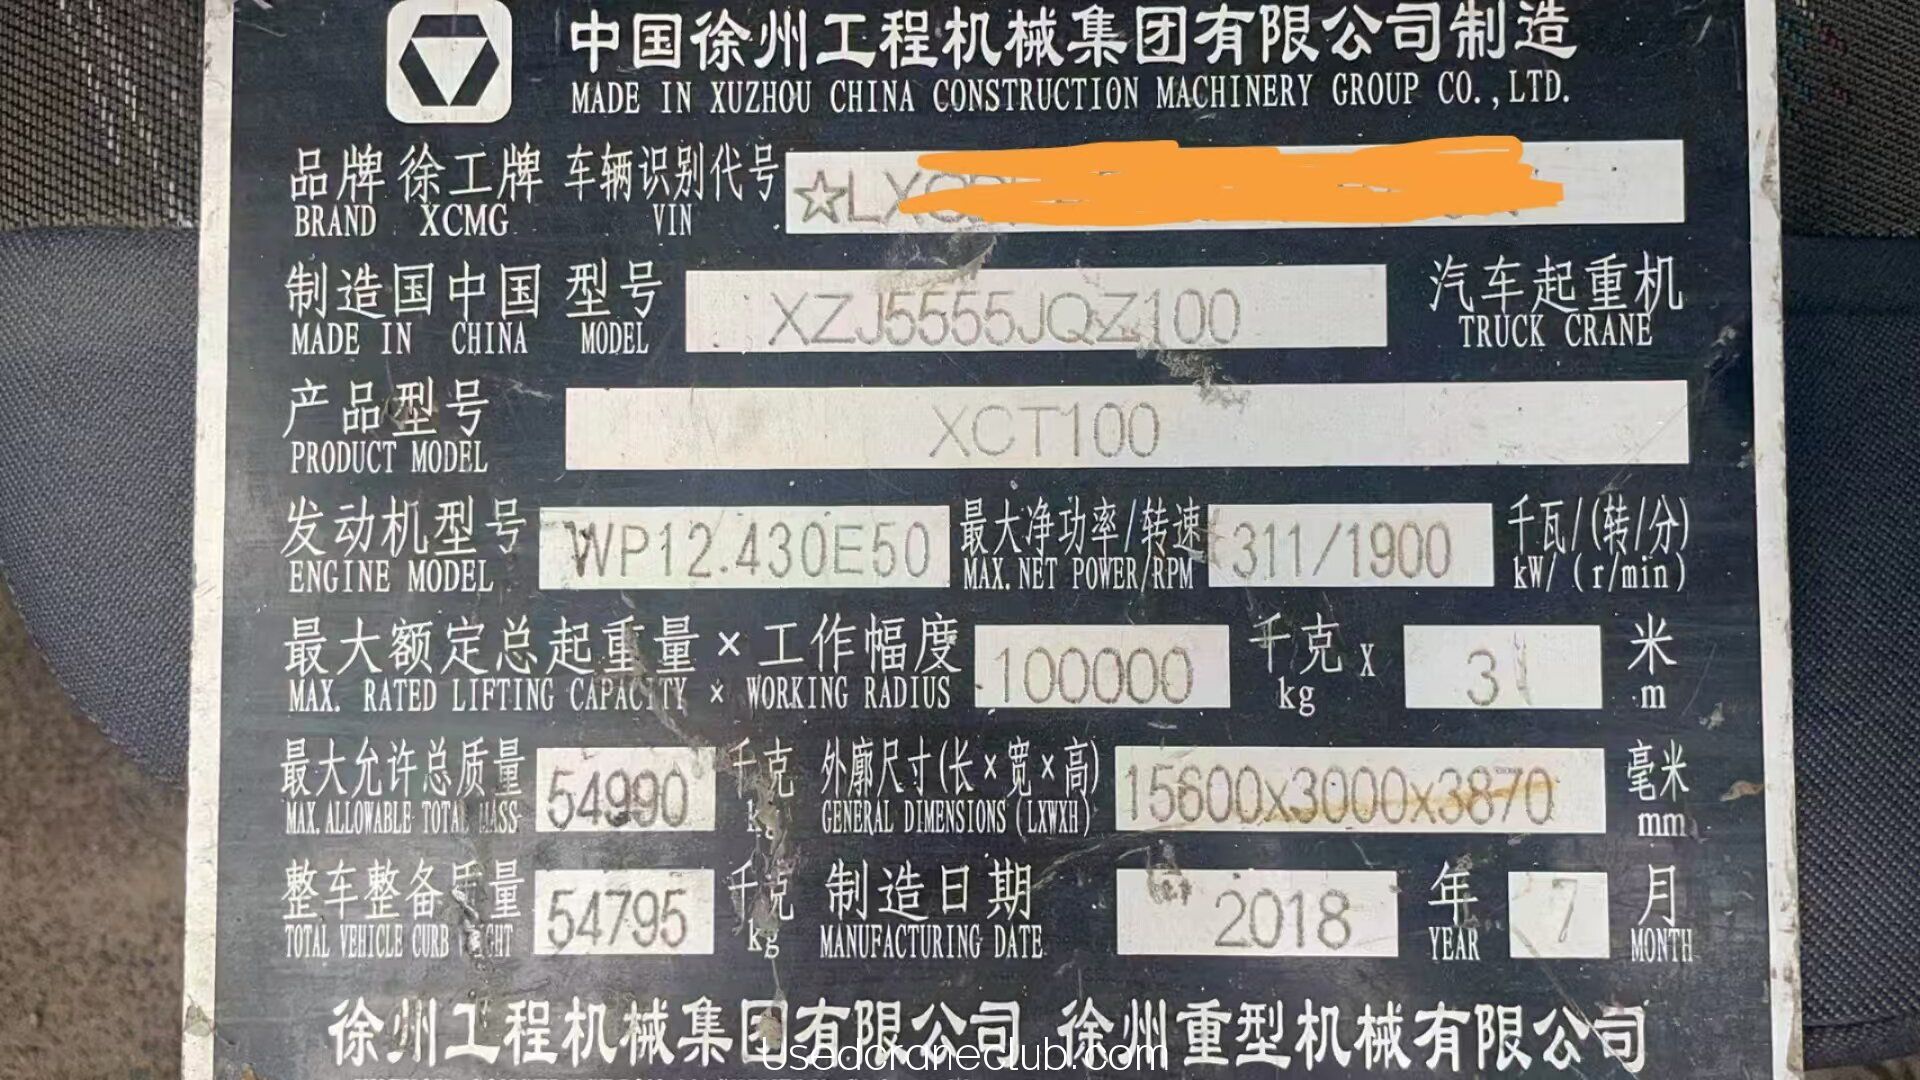 中国徐州工程机械集团有限公司制造
MADE IN XUZHOU CHINA CONSTRUCTION MACHINERY GROUP CO.,LTD.
品牌 徐工牌 车辆识别代号 ☆LX
BRAND XCMG VIN
制造国中国 型号 XZJ5555JQZ100 汽车起重机
MADE IN CHINA MODEL TRUCK CRANE
产品型号 XCT100
PRODUCT MODEL
发动机型号 WP12.430E50 最大净功率/转速 311/1900 千瓦/(转/分)
ENGINE MODEL MAX.NET POWER/RPM kW/(r/min)
最大额定总起重量×工作幅度 100000 千克 x 3 米
MAX. RATED LIFTING CAPACITY × WORKING RADIUS kg m
最大允许总质量 54990 千克 外廓尺寸(长×宽×高) 15600x3000x3870 毫米
MAX.ALLOWABLE TOTAL MASS kg GENERAL DIMENSIONS(LXWXH) mm
整车整备质量 54795 千克 制造日期 2018 年 7 月
TOTAL VEHICLE CURB WEIGHT kg MANUFACTURING DATE YEAR MONTH
徐州工程机械集团有限公司 徐州重型机械有限公司
Usedcraneclub.com